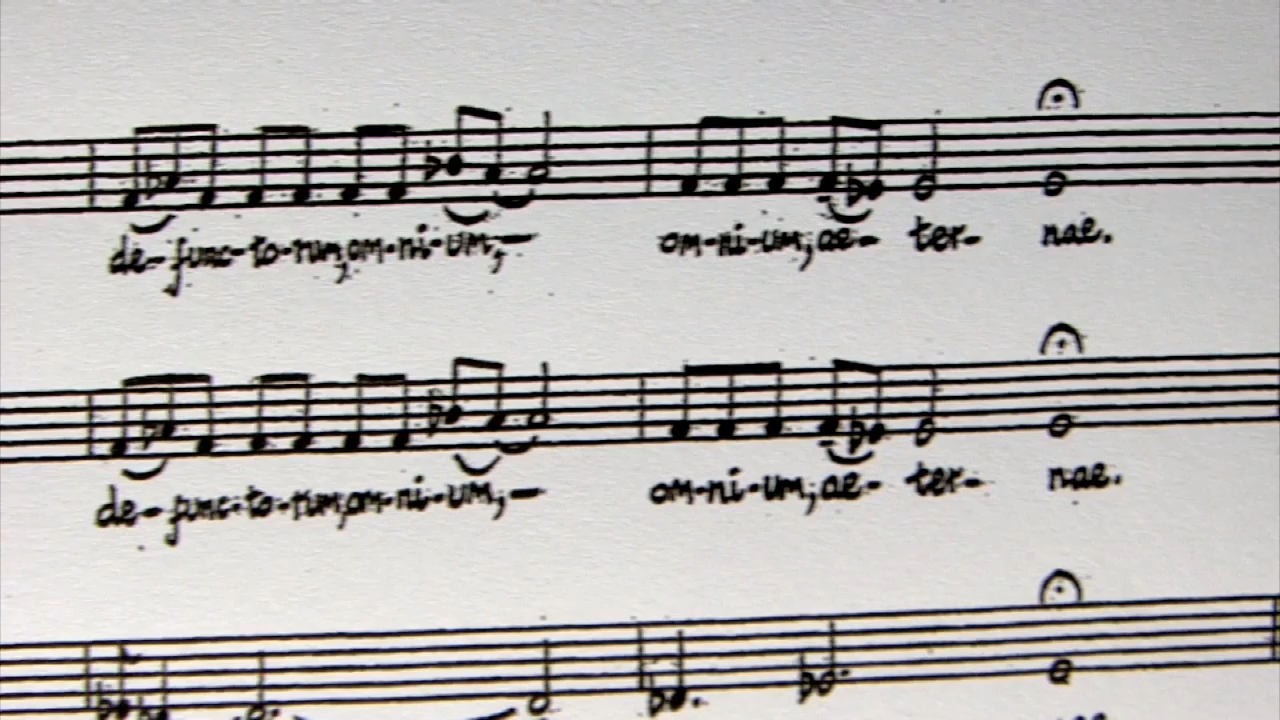 de-func-to-rum, om-ni-um,- om-ni-um, ae- ter- nae.
de-func-to-rum, om-ni-um,- om-ni-um, ae- ter- nae.